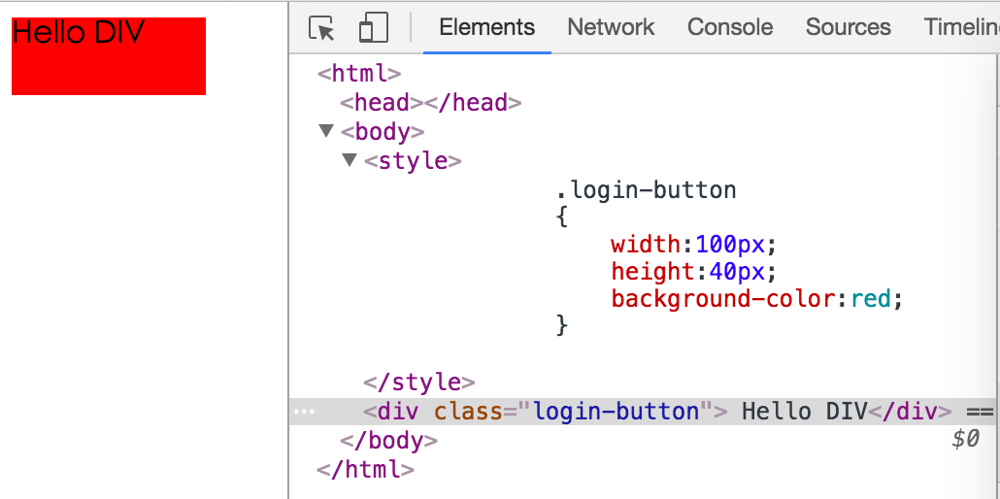 Hello DIV
Elements Network Console Sources Timelin
<html>
<head></head>
<body>
<style>
.login-button
{
width:100px;
height:40px;
background-color:red;
}
</style>
<div class="login-button"> Hello DIV</div> ==
$0
</body>
</html>